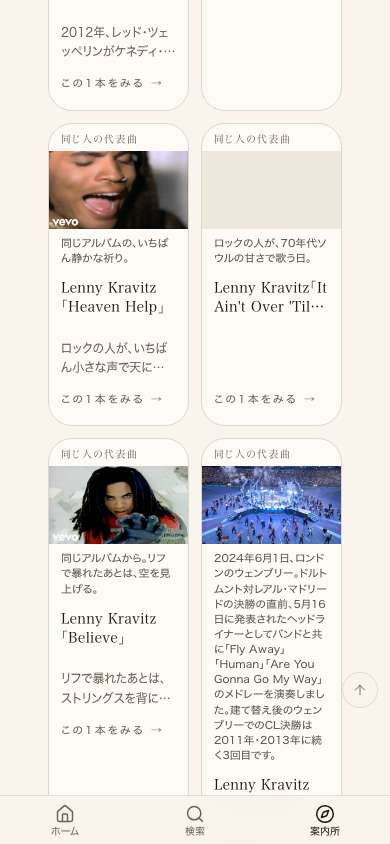 2012年、レッド・ツェ
ッペリンがケネディ・…
この1本をみる →
同じ人の代表曲
vevo
同じアルバムの、いちば
ん静かな祈り。
Lenny Kravitz
「Heaven Help」
ロックの人が、いちば
ん小さな声で天に…
この1本をみる →
同じ人の代表曲
ロックの人が、70年代ソ
ウルの甘さで歌う日。
Lenny Kravitz「It
Ain't Over 'Til…
この1本をみる →
同じ人の代表曲
vevo
同じアルバムから。リフ
で暴れたあとは、空を見
上げる。
Lenny Kravitz
「Believe」
リフで暴れたあとは、
ストリングスを背に…
この1本をみる →
同じ人の代表曲
2024年6月1日、ロンド
ンのウェンブリー。ドルト
ムント対レアル・マドリー
ドの決勝の直前、5月16
日に発表されたヘッドラ
イナーとしてバンドと共
に「Fly Away」
「Human」「Are You
Gonna Go My Way」
のメドレーを演奏しまし
た。建て替え後のウェン
ブリーでのCL決勝は
2011年・2013年に続
く3回目です。
Lenny Kravitz
ホーム
検索
案内所